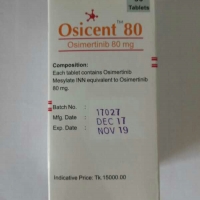 Tablets
Osicent™ 80
Osimertinib 80 mg
Composition:
Each tablet contains Osimertinib
Mesylate INN equivalent to Osimertinib
80 mg.
Batch No. : 17027
Mfg. Date : DEC 17
Exp. Date : NOV 19
Indicative Price: Tk.15000.00